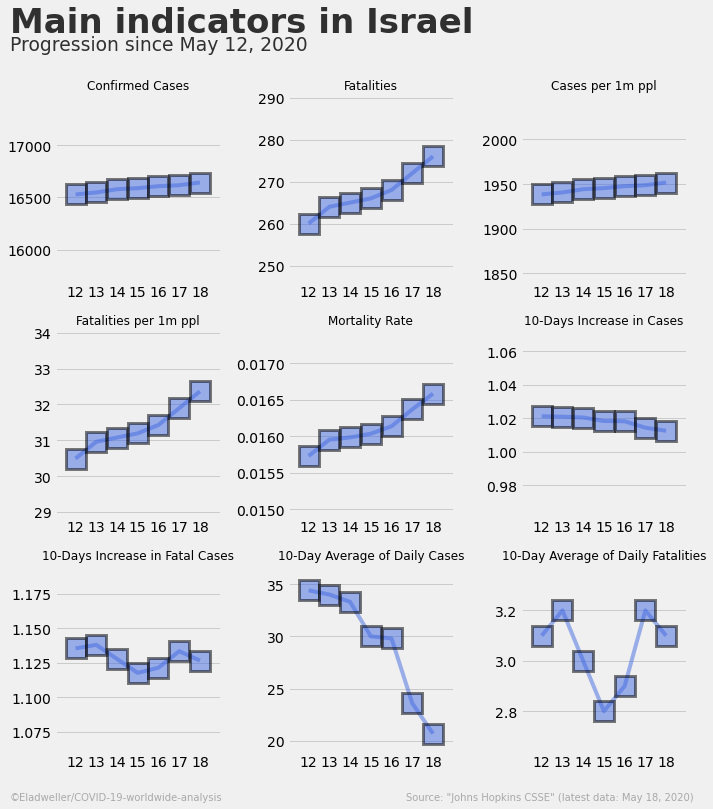 Main indicators in Israel
Progression since May 12, 2020
Confirmed Cases
17000
16500
16000
12 13 14 15 16 17 18
Fatalities
290
280
270
260
250
12 13 14 15 16 17 18
Cases per 1m ppl
2000
1950
1900
1850
12 13 14 15 16 17 18
Fatalities per 1m ppl
34
33
32
31
30
29
12 13 14 15 16 17 18
Mortality Rate
0.0170
0.0165
0.0160
0.0155
0.0150
12 13 14 15 16 17 18
10-Days Increase in Cases
1.06
1.04
1.02
1.00
0.98
12 13 14 15 16 17 18
10-Days Increase in Fatal Cases
1.175
1.150
1.125
1.100
1.075
12 13 14 15 16 17 18
10-Day Average of Daily Cases
35
30
25
20
12 13 14 15 16 17 18
10-Day Average of Daily Fatalities
3.2
3.0
2.8
12 13 14 15 16 17 18
©Eladweller/COVID-19-worldwide-analysis
Source: "Johns Hopkins CSSE" (latest data: May 18, 2020)